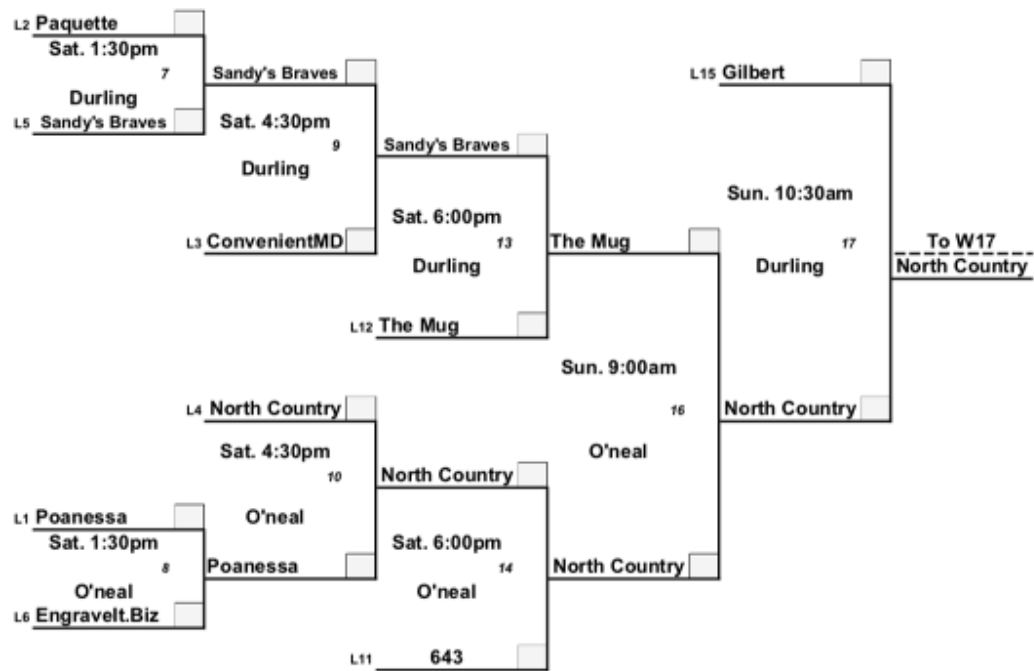 L2 Paquette
Sat. 1:30pm
7
Durling
L5 Sandy's Braves
Sandy's Braves
Sat. 4:30pm
9
Durling
L3 ConvenientMD
Sandy's Braves
Sat. 6:00pm
13
Durling
L12 The Mug
The Mug
Sun. 9:00am
16
O'neal
L15 Gilbert
Sun. 10:30am
17
Durling
To W17
North Country
North Country
L4 North Country
Sat. 4:30pm
10
O'neal
L1 Poanessa
Sat. 1:30pm
8
O'neal
L6 EngraveIt.Biz
Poanessa
North Country
Sat. 6:00pm
14
O'neal
L11 643
North Country